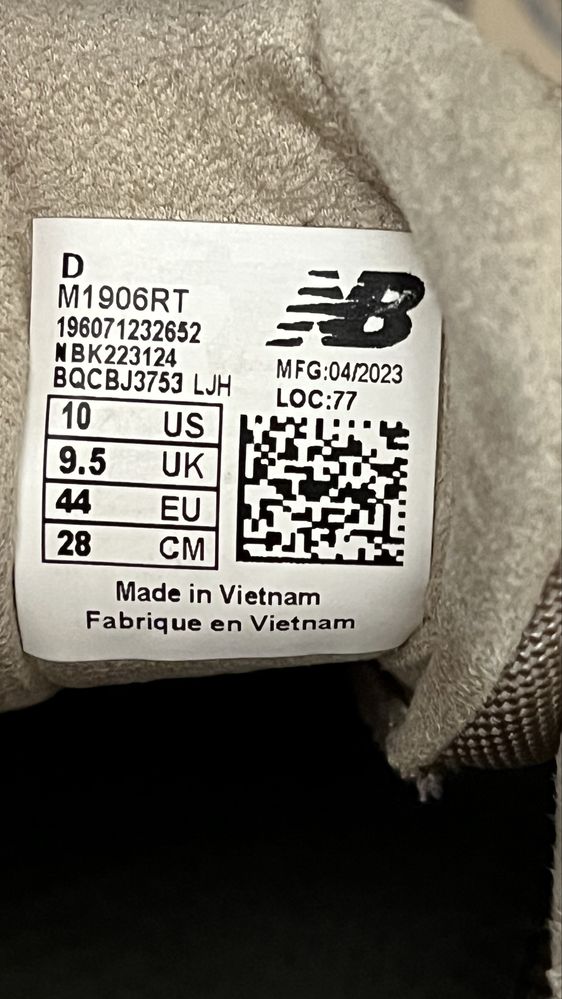 D
M1906RT
196071232652
NBK223124
BQCBJ3753 LJH
NB
MFG:04/2023
LOC:77
10 US
9.5 UK
44 EU
28 CM
Made in Vietnam
Fabrique en Vietnam